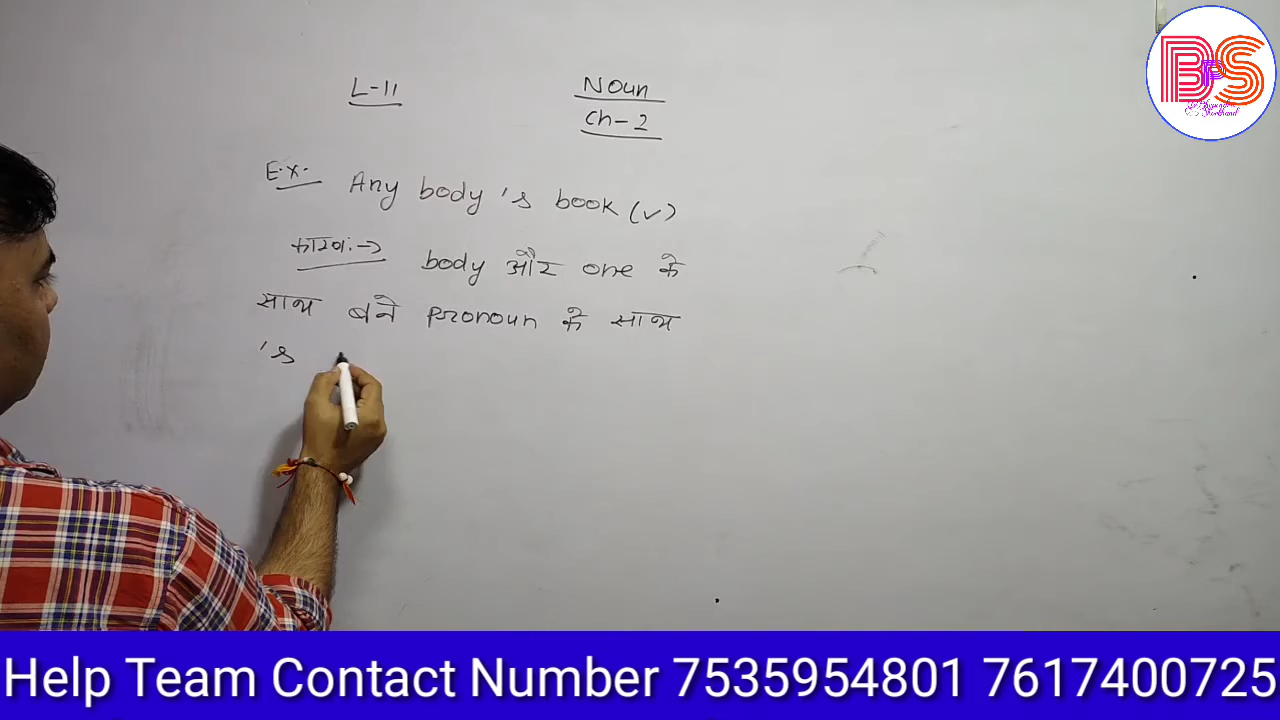 L-11
Noun
Ch-2
Ex. Any body's book (✓)
कारण:→ body और one के
साथ बने pronoun के साथ
's
BPS
Help Team Contact Number 7535954801 7617400725